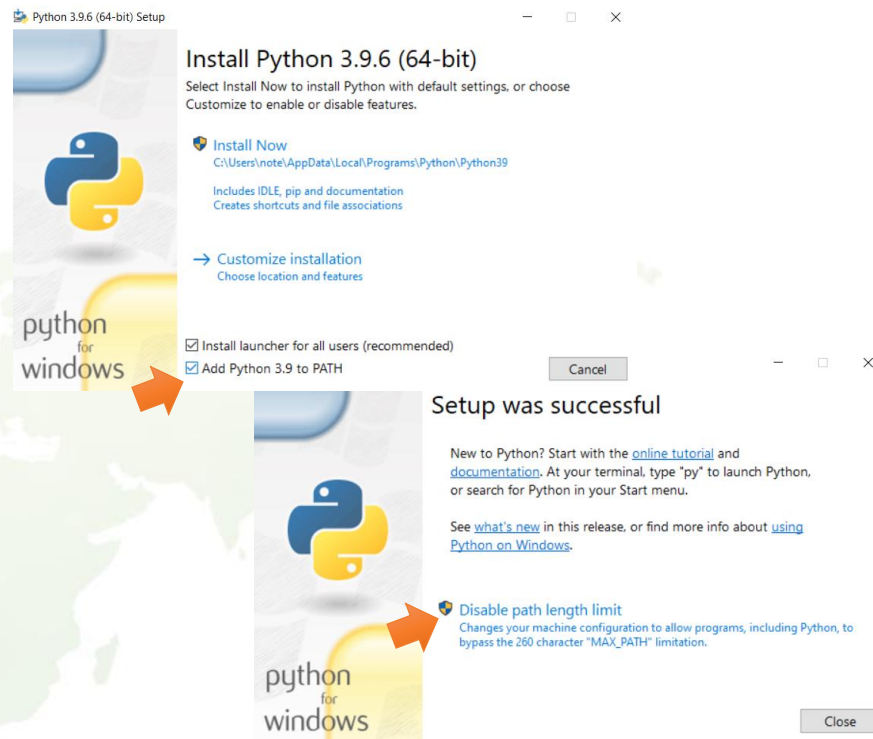 Python 3.9.6 (64-bit) Setup
Install Python 3.9.6 (64-bit)
Select Install Now to install Python with default settings, or choose
Customize to enable or disable features.
Install Now
C:\Users\note\AppData\Local\Programs\Python\Python39
Includes IDLE, pip and documentation
Creates shortcuts and file associations
Customize installation
Choose location and features
python
for
windows
Install launcher for all users (recommended)
Add Python 3.9 to PATH
Cancel
Setup was successful
New to Python? Start with the online tutorial and
documentation. At your terminal, type "py" to launch Python,
or search for Python in your Start menu.
See what's new in this release, or find more info about using
Python on Windows.
Disable path length limit
Changes your machine configuration to allow programs, including Python, to
bypass the 260 character "MAX_PATH" limitation.
python
for
windows
Close